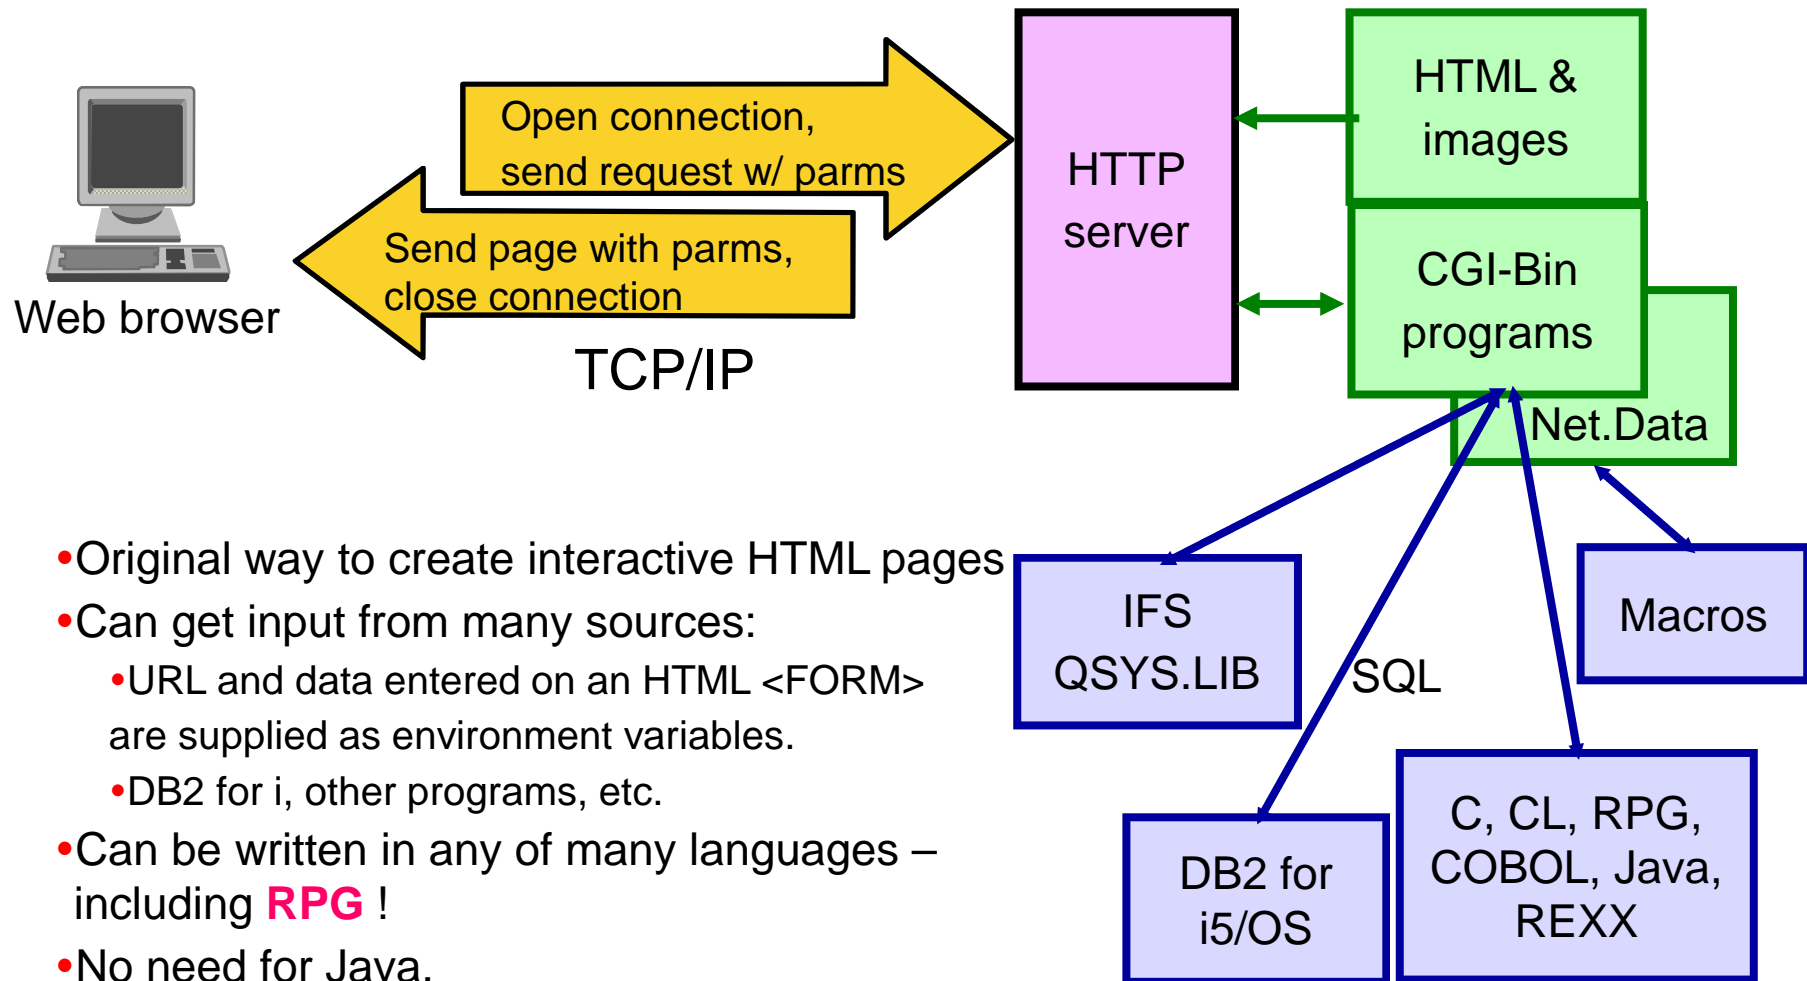 Open connection,
send request w/ parms
Send page with parms,
close connection
Web browser
TCP/IP
HTTP
server
HTML &
images
CGI-Bin
programs
Net.Data
•Original way to create interactive HTML pages
•Can get input from many sources:
•URL and data entered on an HTML <FORM>
are supplied as environment variables.
•DB2 for i, other programs, etc.
•Can be written in any of many languages –
including RPG !
•No need for Java.
IFS
QSYS.LIB
SQL
Macros
DB2 for
i5/OS
C, CL, RPG,
COBOL, Java,
REXX